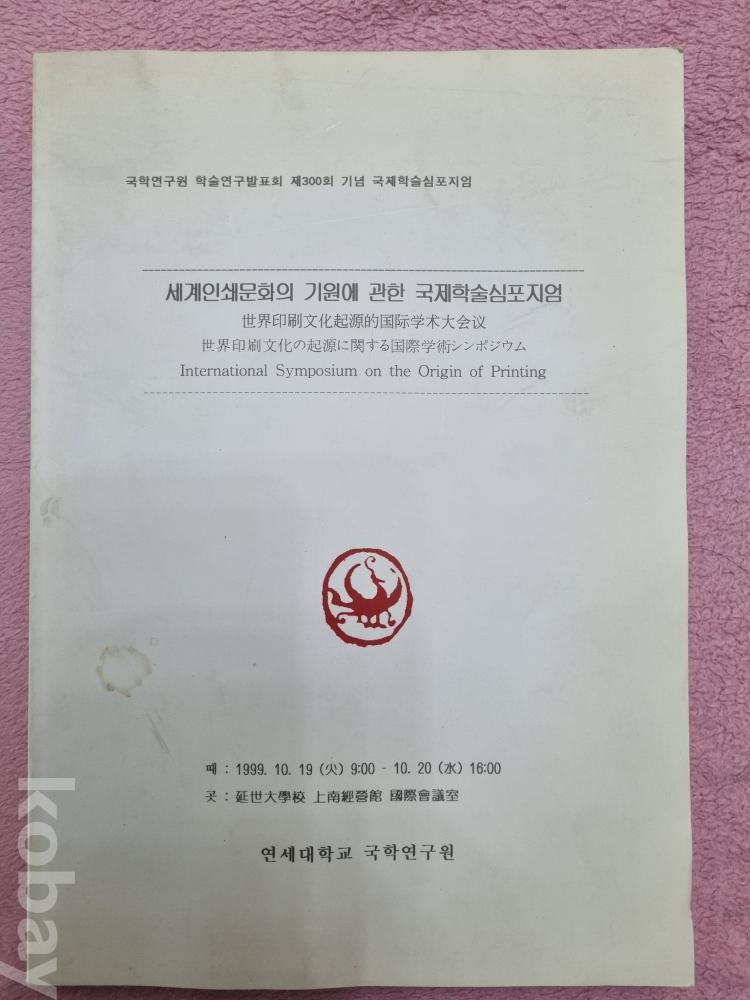 국학연구원 학술연구발표회 제300회 기념 국제학술심포지엄
세계인쇄문화의 기원에 관한 국제학술심포지엄
世界印刷文化起源的国际学术大会议
世界印刷文化の起源に関する国際学術シンポジウム
International Symposium on the Origin of Printing
때 : 1999. 10. 19 (火) 9:00 - 10. 20 (水) 16:00
곳 : 延世大學校 上南經營館 國際會議室
연세대학교 국학연구원
kobay